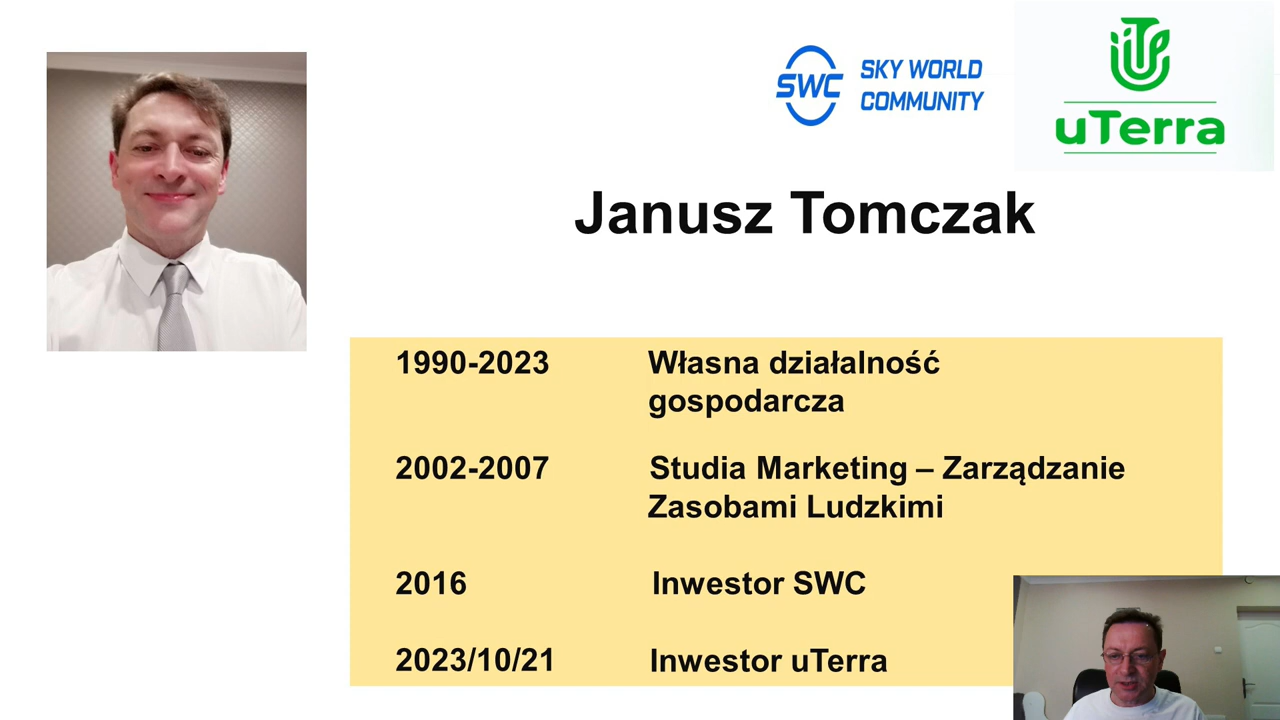 SWC
SKY WORLD
COMMUNITY
uTerra
Janusz Tomczak
1990-2023 Własna działalność
gospodarcza
2002-2007 Studia Marketing – Zarządzanie
Zasobami Ludzkimi
2016 Inwestor SWC
2023/10/21 Inwestor uTerra